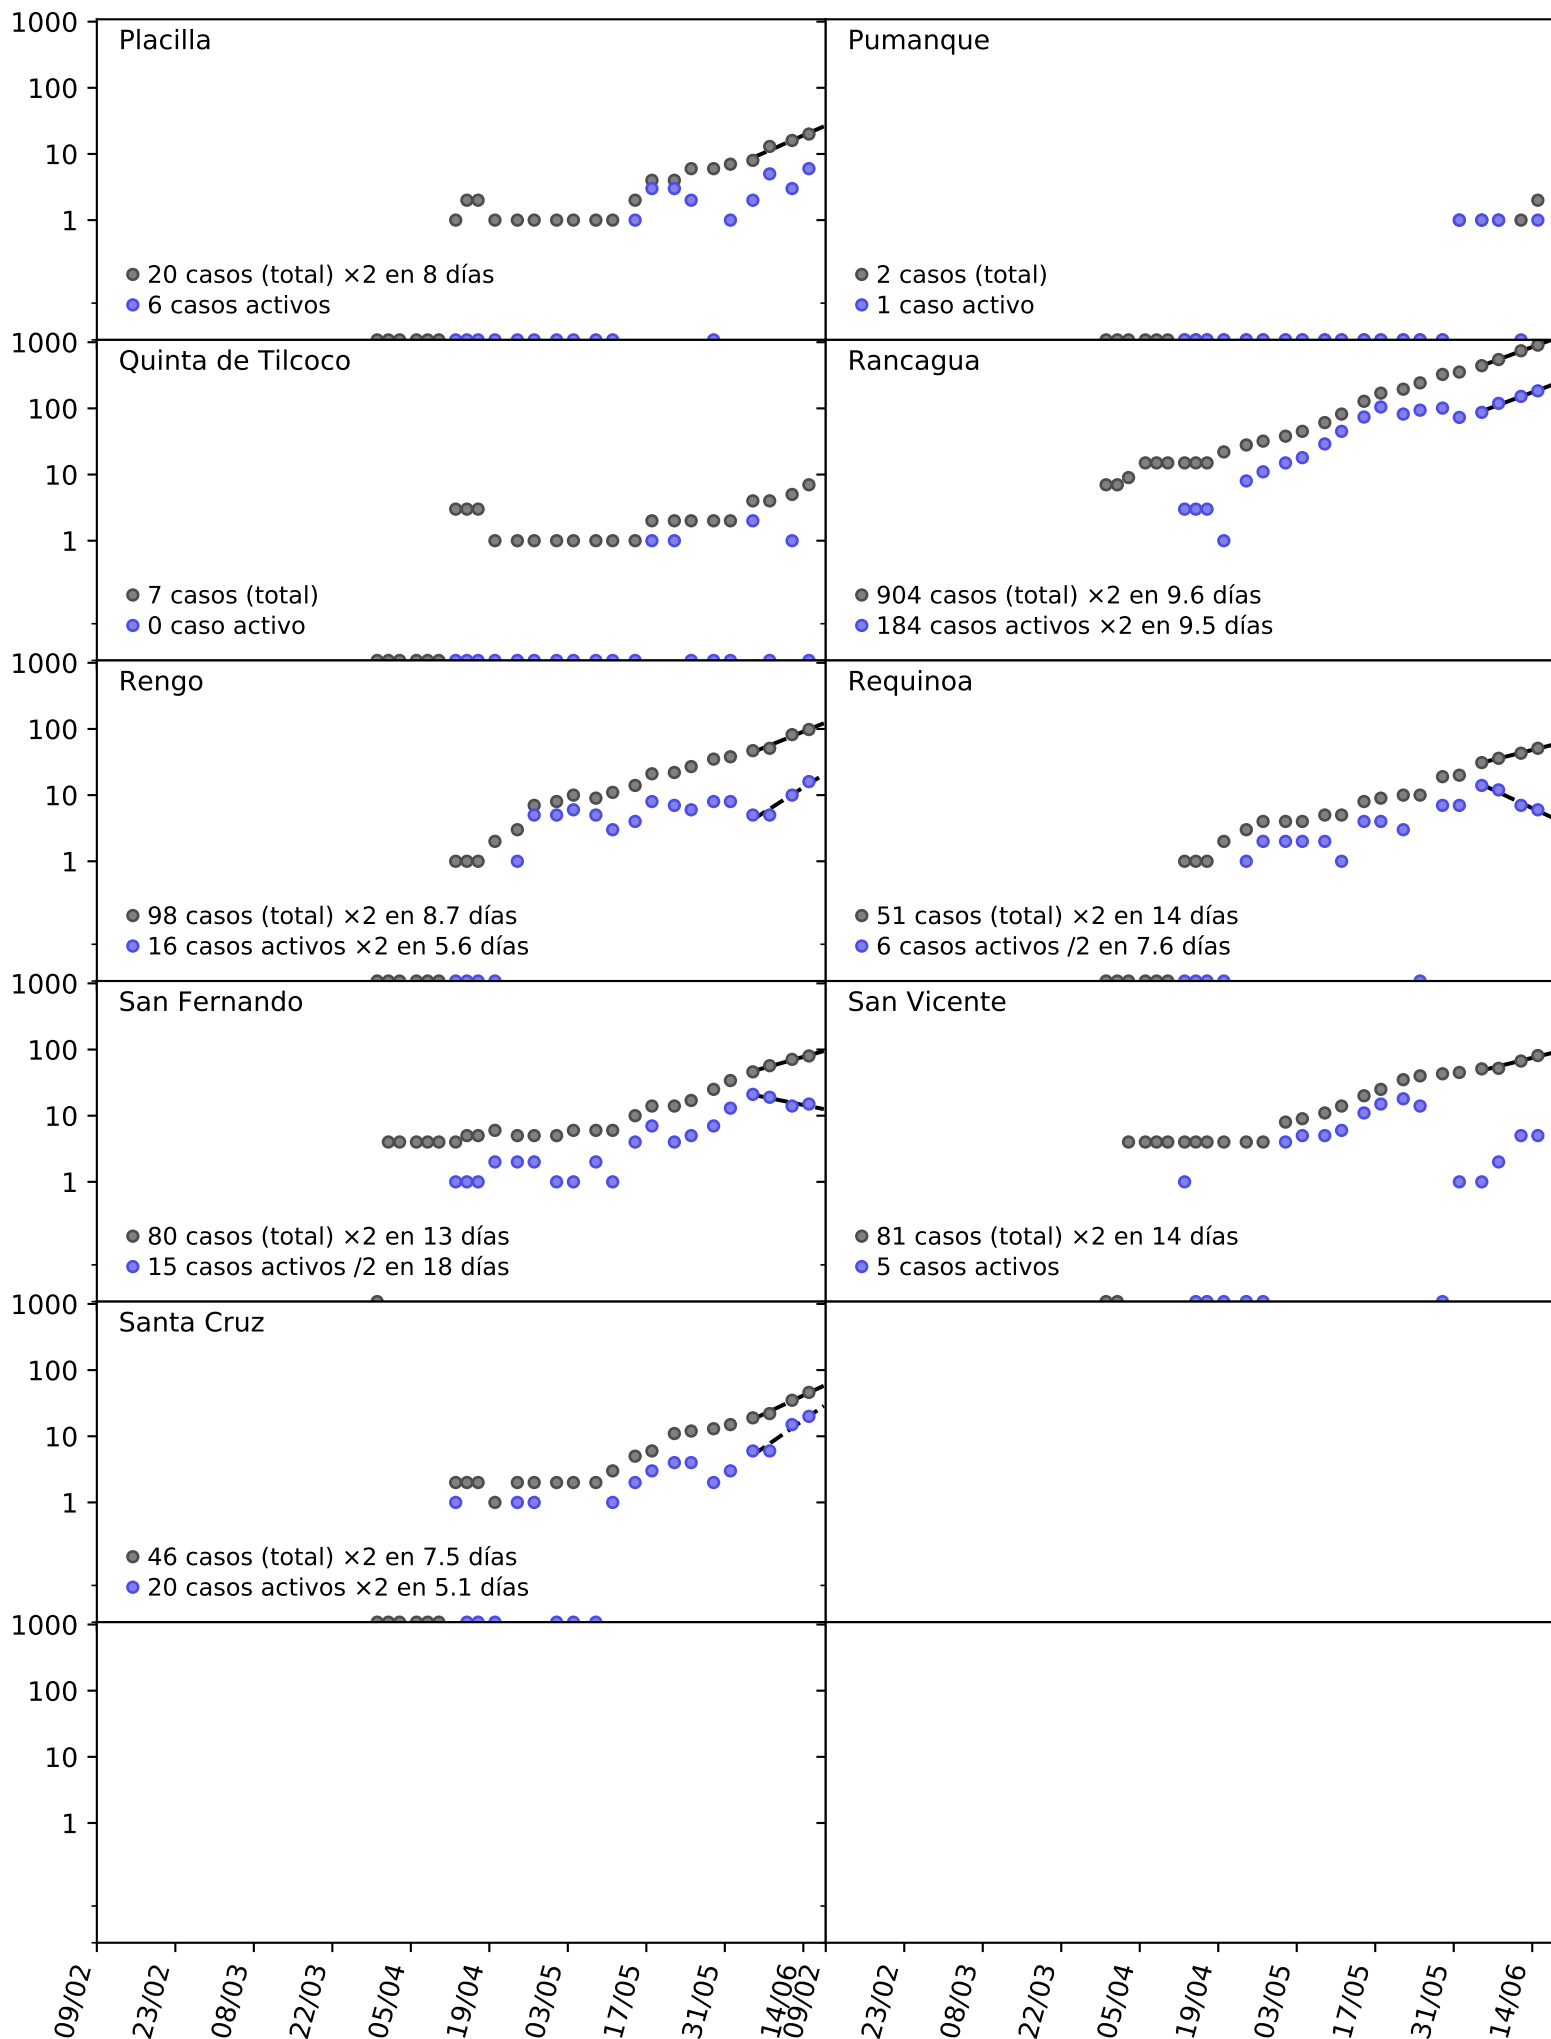 1000
Placilla
100
10
1
20 casos (total) ×2 en 8 días
6 casos activos
Pumanque
2 casos (total)
1 caso activo
1000
Quinta de Tilcoco
100
10
1
7 casos (total)
0 caso activo
Rancagua
904 casos (total) ×2 en 9.6 días
184 casos activos ×2 en 9.5 días
1000
Rengo
100
10
1
98 casos (total) ×2 en 8.7 días
16 casos activos ×2 en 5.6 días
Requinoa
51 casos (total) ×2 en 14 días
6 casos activos /2 en 7.6 días
1000
San Fernando
100
10
1
80 casos (total) ×2 en 13 días
15 casos activos /2 en 18 días
San Vicente
81 casos (total) ×2 en 14 días
5 casos activos
1000
Santa Cruz
100
10
1
46 casos (total) ×2 en 7.5 días
20 casos activos ×2 en 5.1 días
1000
100
10
1
09/02
23/02
08/03
22/03
05/04
19/04
03/05
17/05
31/05
14/06
09/02
23/02
08/03
22/03
05/04
19/04
03/05
17/05
31/05
14/06